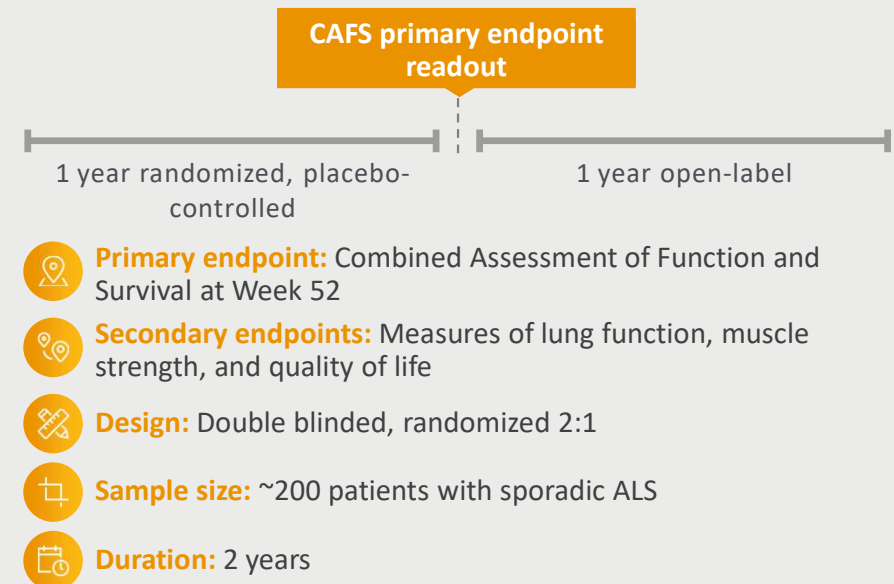 CAFS primary endpoint
readout
1 year randomized, placebo-
controlled
1 year open-label
Primary endpoint: Combined Assessment of Function and
Survival at Week 52
Secondary endpoints: Measures of lung function, muscle
strength, and quality of life
Design: Double blinded, randomized 2:1
Sample size: ~200 patients with sporadic ALS
Duration: 2 years